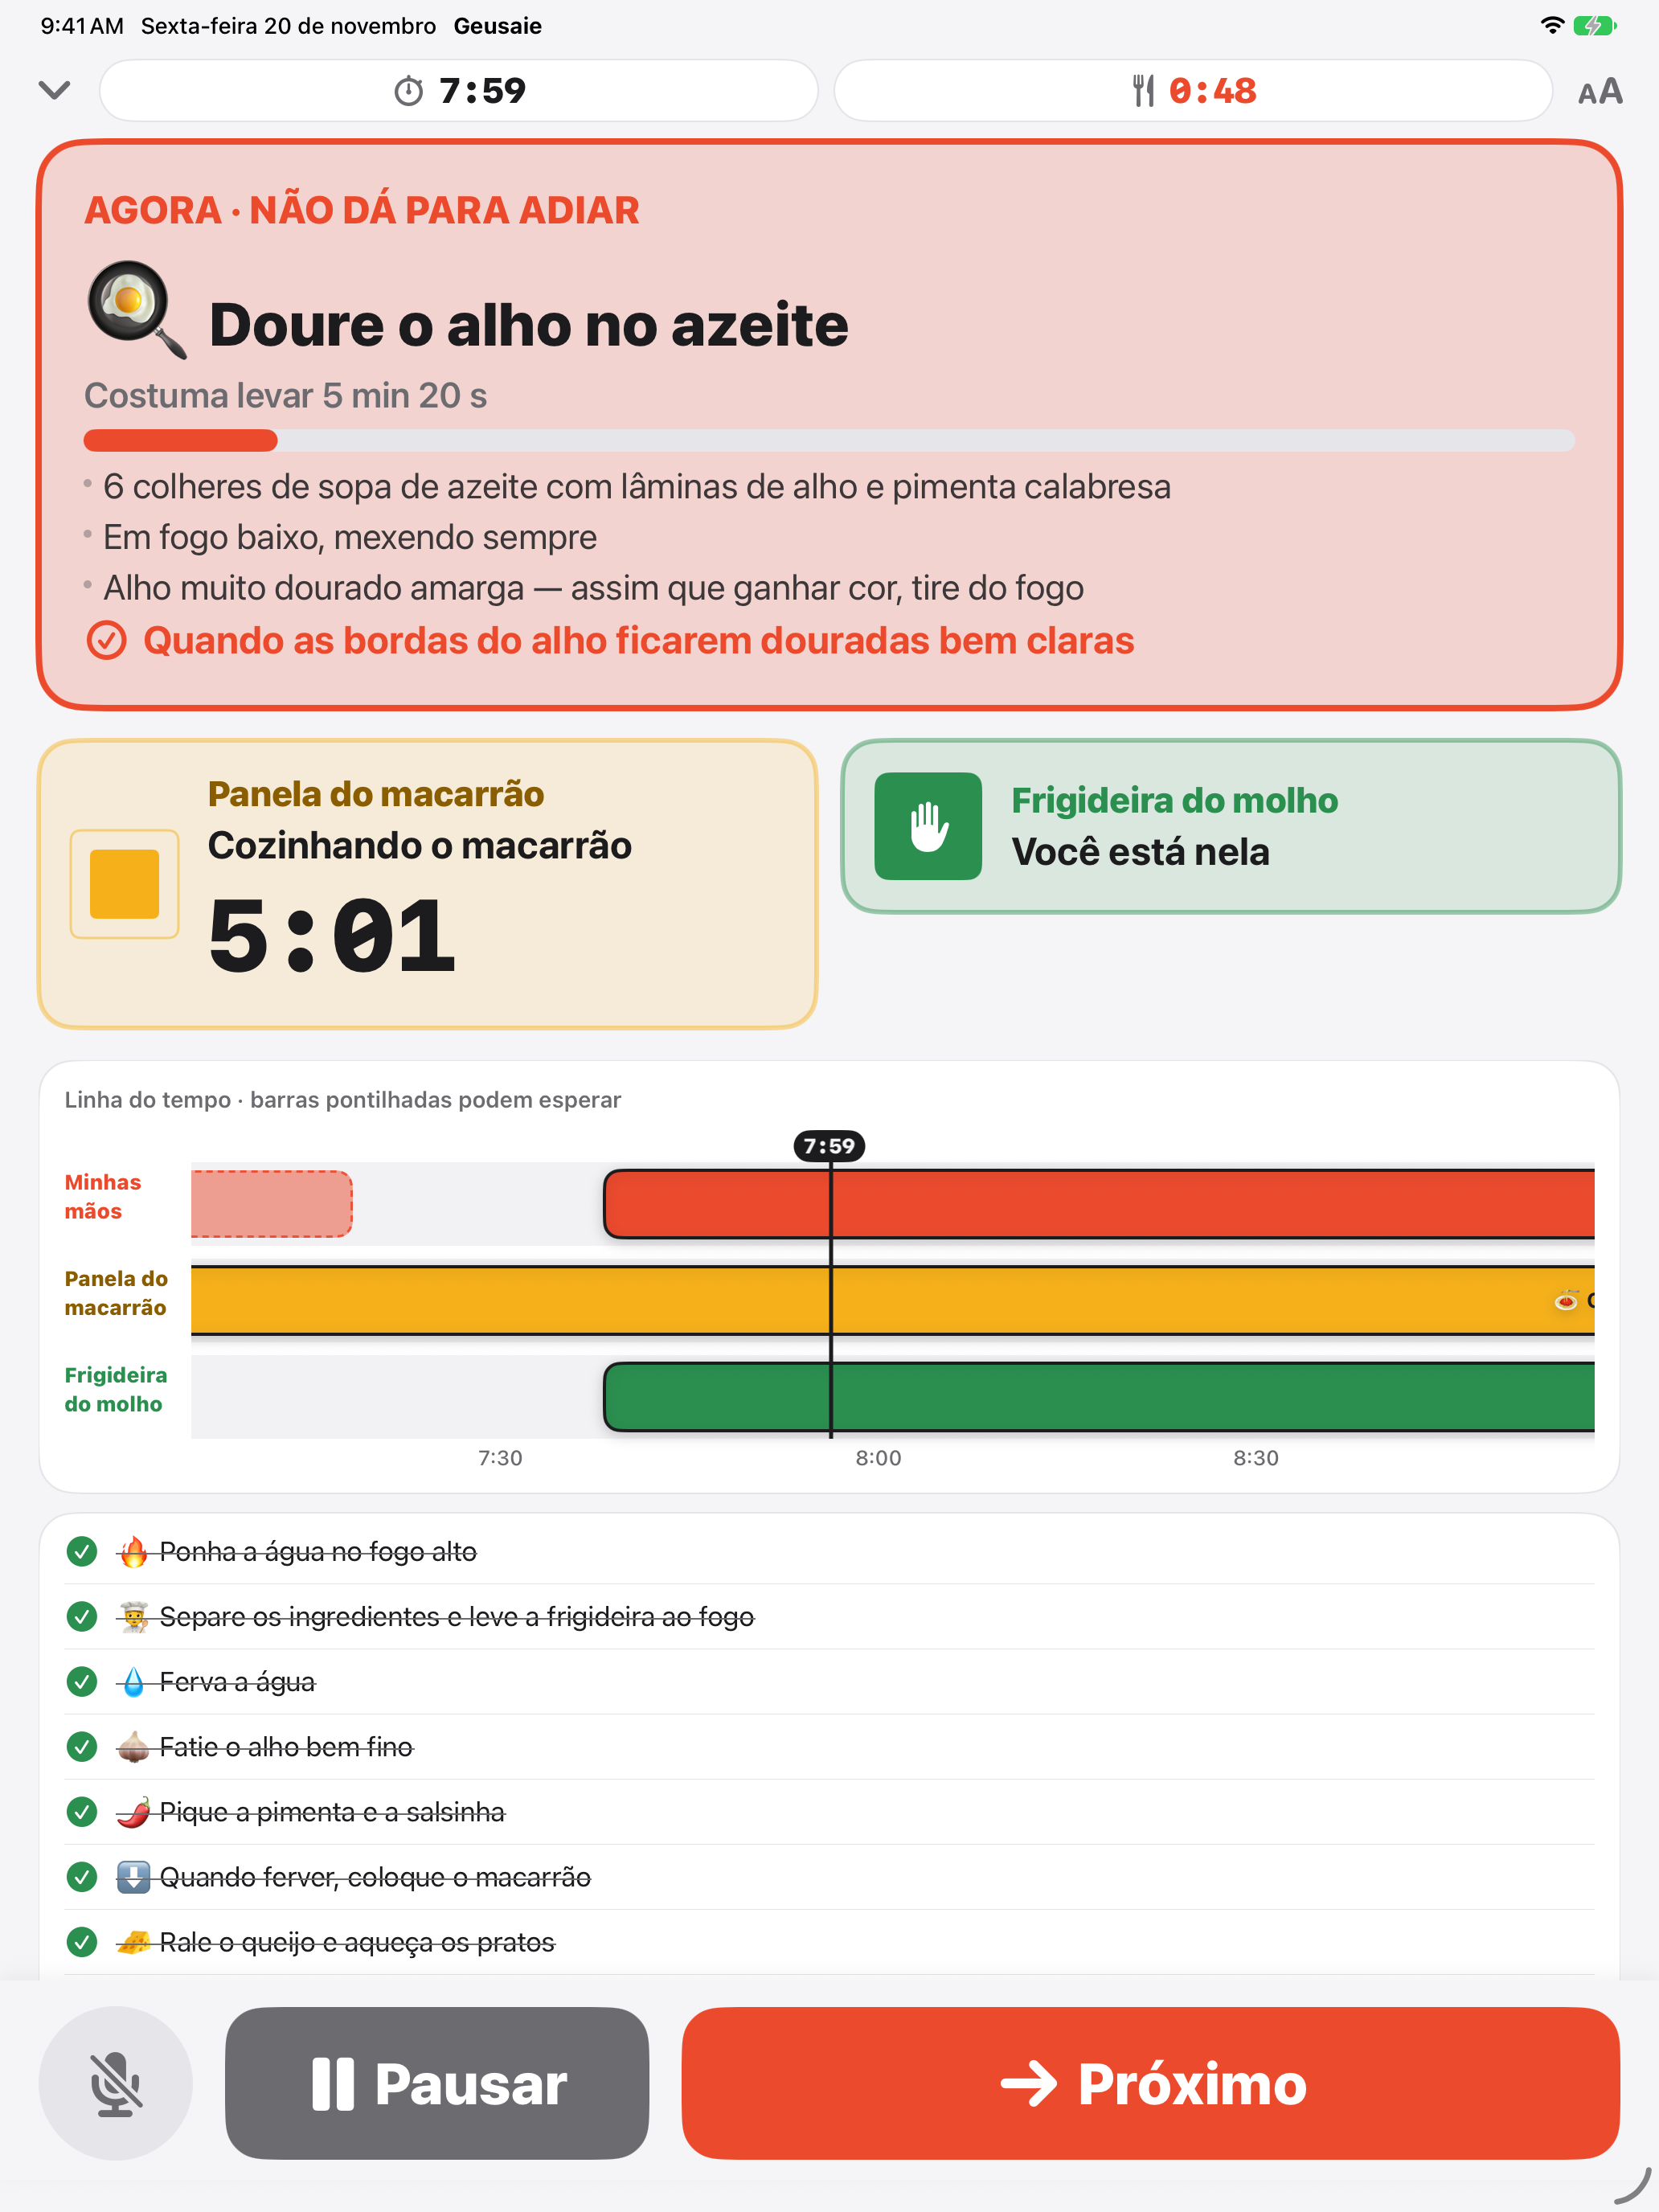 9:41 AM Sexta-feira 20 de novembro Geusaie
7:59
0:48
AA
AGORA · NÃO DÁ PARA ADIAR
Doure o alho no azeite
Costuma levar 5 min 20 s
• 6 colheres de sopa de azeite com lâminas de alho e pimenta calabresa
• Em fogo baixo, mexendo sempre
• Alho muito dourado amarga — assim que ganhar cor, tire do fogo
Quando as bordas do alho ficarem douradas bem claras
Panela do macarrão
Cozinhando o macarrão
5:01
Frigideira do molho
Você está nela
Linha do tempo · barras pontilhadas podem esperar
7:59
Minhas
mãos
Panela do
macarrão
Frigideira
do molho
7:30
8:00
8:30
Ponha a água no fogo alto
Separe os ingredientes e leve a frigideira ao fogo
Ferva a água
Fatie o alho bem fino
Pique a pimenta e a salsinha
Quando ferver, coloque o macarrão
Rale o queijo e aqueça os pratos
Pausar
Próximo